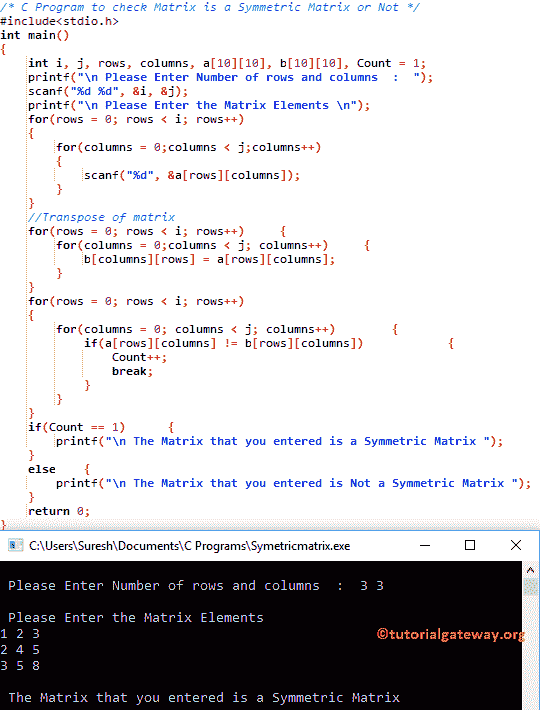 /* C Program to check Matrix is a Symmetric Matrix or Not */
#include<stdio.h>
int main()
{
    int i, j, rows, columns, a[10][10], b[10][10], Count = 1;
    printf("\n Please Enter Number of rows and columns  :  ");
    scanf("%d %d", &i, &j);
    printf("\n Please Enter the Matrix Elements \n");
    for(rows = 0; rows < i; rows++)
    {
        for(columns = 0;columns < j;columns++)
        {
            scanf("%d", &a[rows][columns]);
        }
    }
    //Transpose of matrix
    for(rows = 0; rows < i; rows++)     {
        for(columns = 0;columns < j; columns++)     {
            b[columns][rows] = a[rows][columns];
        }
    }
    for(rows = 0; rows < i; rows++)
    {
        for(columns = 0; columns < j; columns++)        {
            if(a[rows][columns] != b[rows][columns])            {
                Count++;
                break;
            }
        }
    }
    if(Count == 1)      {
        printf("\n The Matrix that you entered is a Symmetric Matrix ");
    }
    else    {
        printf("\n The Matrix that you entered is Not a Symmetric Matrix ");
    }
    return 0;
}
C:\Users\Suresh\Documents\C Programs\Symetricmatrix.exe
Please Enter Number of rows and columns  :  3 3
Please Enter the Matrix Elements
1 2 3
©tutorialgateway.org
2 4 5
3 5 8
The Matrix that you entered is a Symmetric Matrix